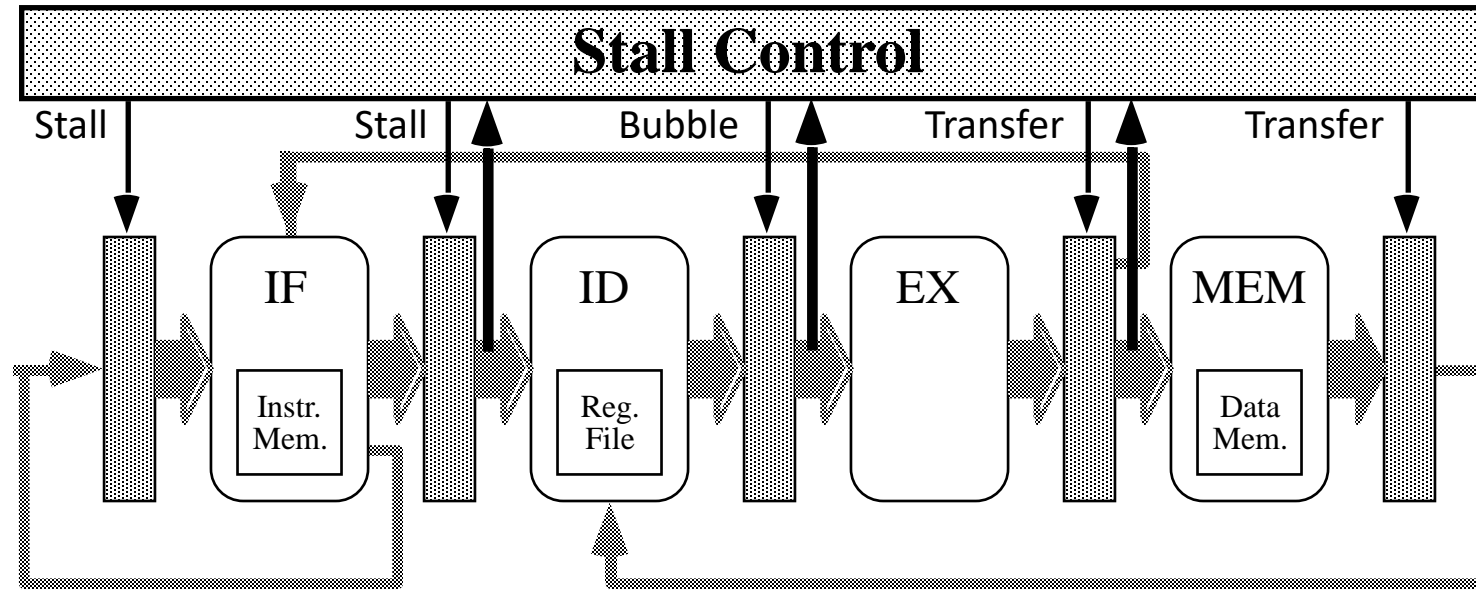 Stall Control
Stall
Stall
Bubble
Transfer
Transfer
IF
ID
EX
MEM
Instr.
Mem.
Reg.
File
Data
Mem.